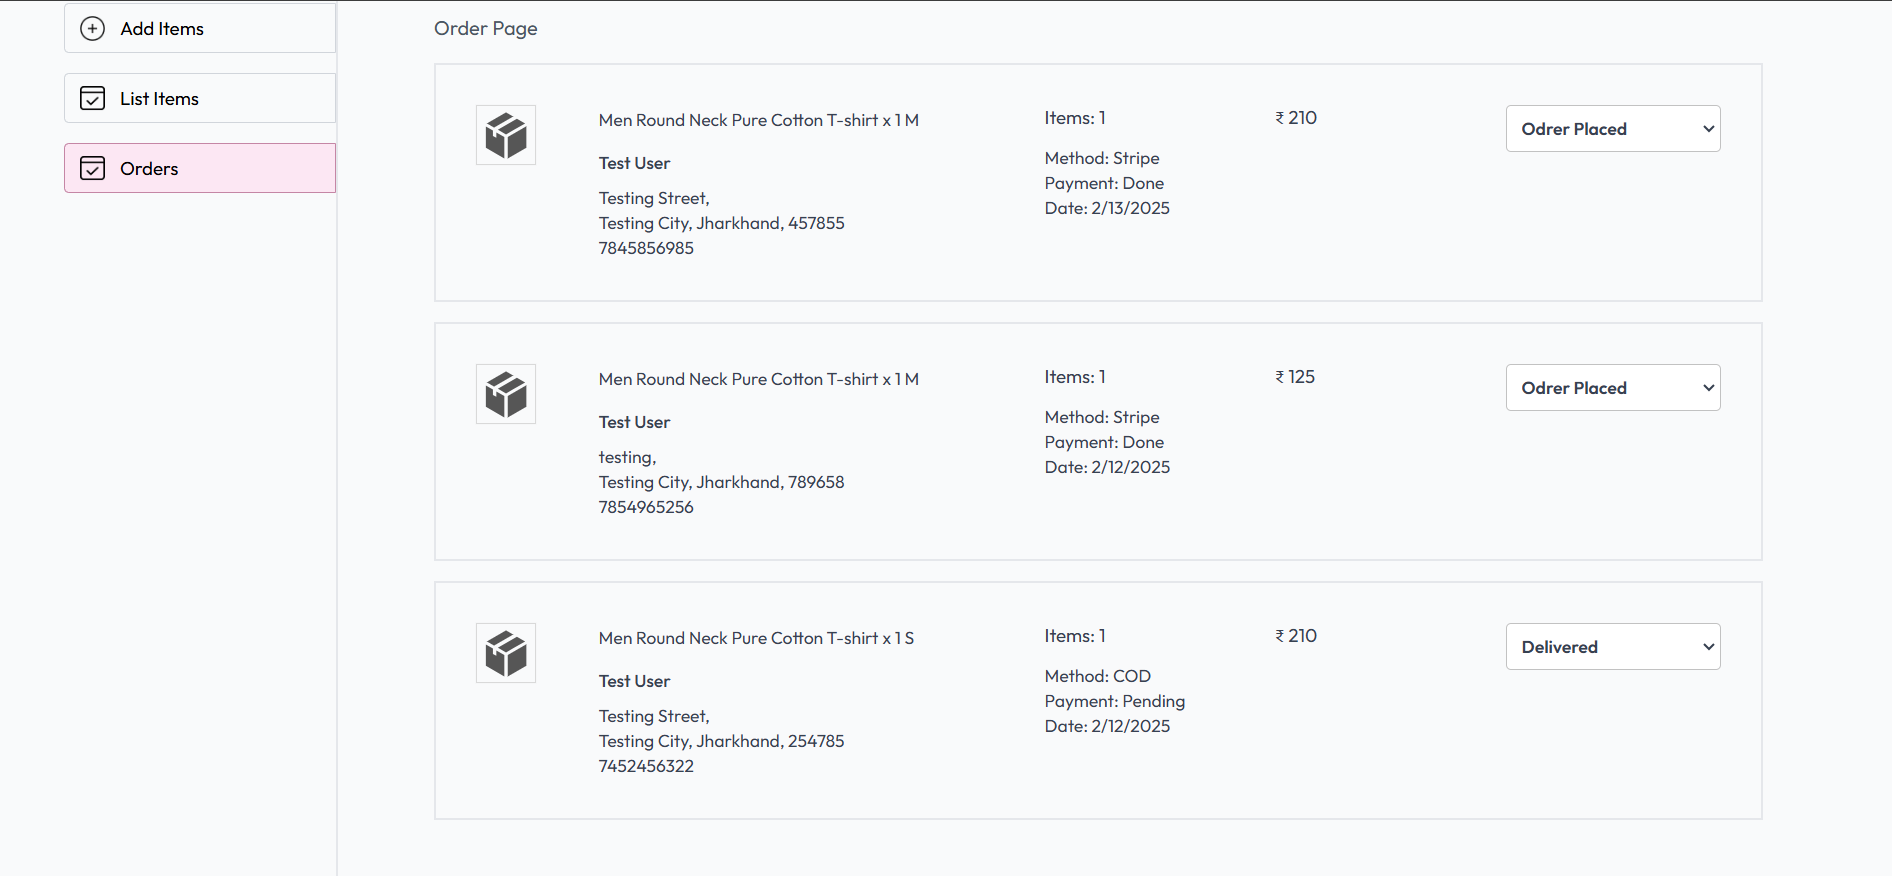 Add Items
List Items
Orders
Order Page
Men Round Neck Pure Cotton T-shirt x 1 M
Test User
Testing Street,
Testing City, Jharkhand, 457855
7845856985
Items: 1
Method: Stripe
Payment: Done
Date: 2/13/2025
₹ 210
Odrer Placed
Men Round Neck Pure Cotton T-shirt x 1 M
Test User
testing,
Testing City, Jharkhand, 789658
7854965256
Items: 1
Method: Stripe
Payment: Done
Date: 2/12/2025
₹ 125
Odrer Placed
Men Round Neck Pure Cotton T-shirt x 1 S
Test User
Testing Street,
Testing City, Jharkhand, 254785
7452456322
Items: 1
Method: COD
Payment: Pending
Date: 2/12/2025
₹ 210
Delivered